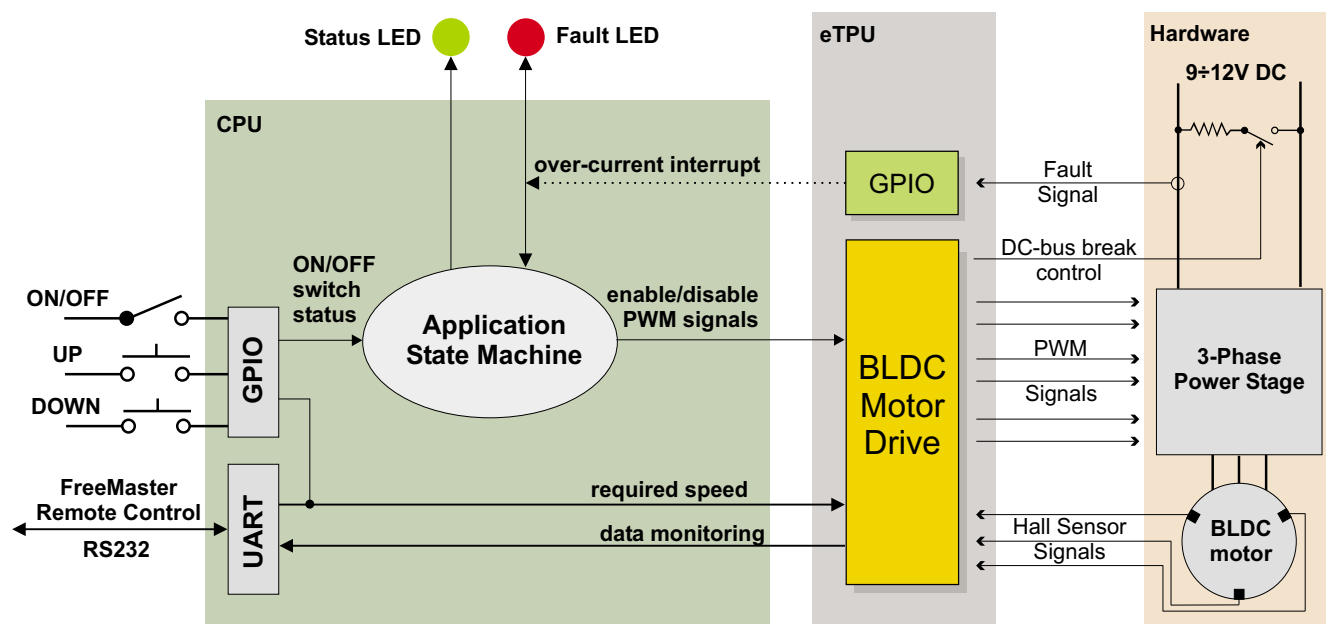 Status LED
Fault LED
eTPU
Hardware
9÷12V DC
CPU
over-current interrupt
GPIO
Fault
Signal
DC-bus break
control
ON/OFF
switch
status
enable/disable
PWM signals
ON/OFF
UP
DOWN
GPIO
Application
State Machine
BLDC
Motor
Drive
PWM
Signals
3-Phase
Power Stage
FreeMaster
Remote Control
RS232
UART
required speed
data monitoring
Hall Sensor
Signals
BLDC
motor